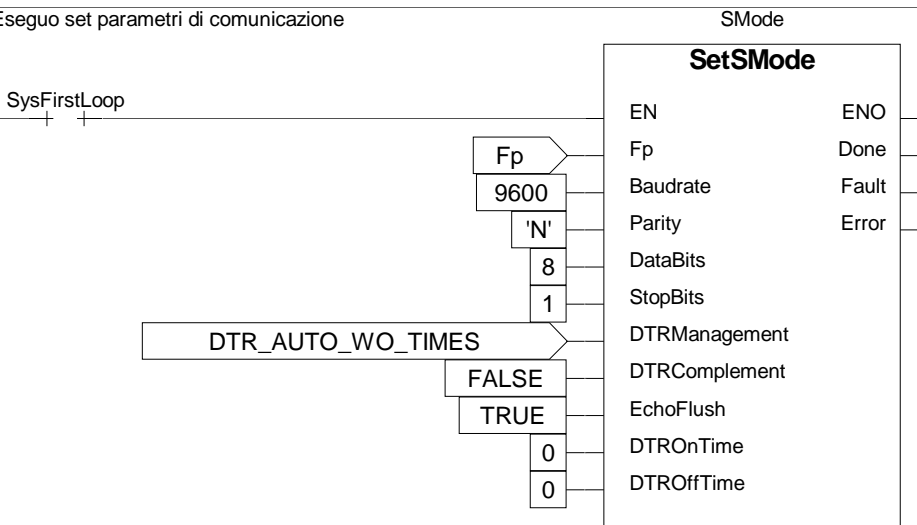 Eseguo set parametri di comunicazione SMode
SetSMode
SysFirstLoop
EN ENO
Fp Fp Done
9600 Baudrate Fault
'N' Parity Error
8 DataBits
1 StopBits
DTR_AUTO_WO_TIMES DTRManagement
FALSE DTRComplement
TRUE EchoFlush
0 DTROnTime
0 DTROffTime